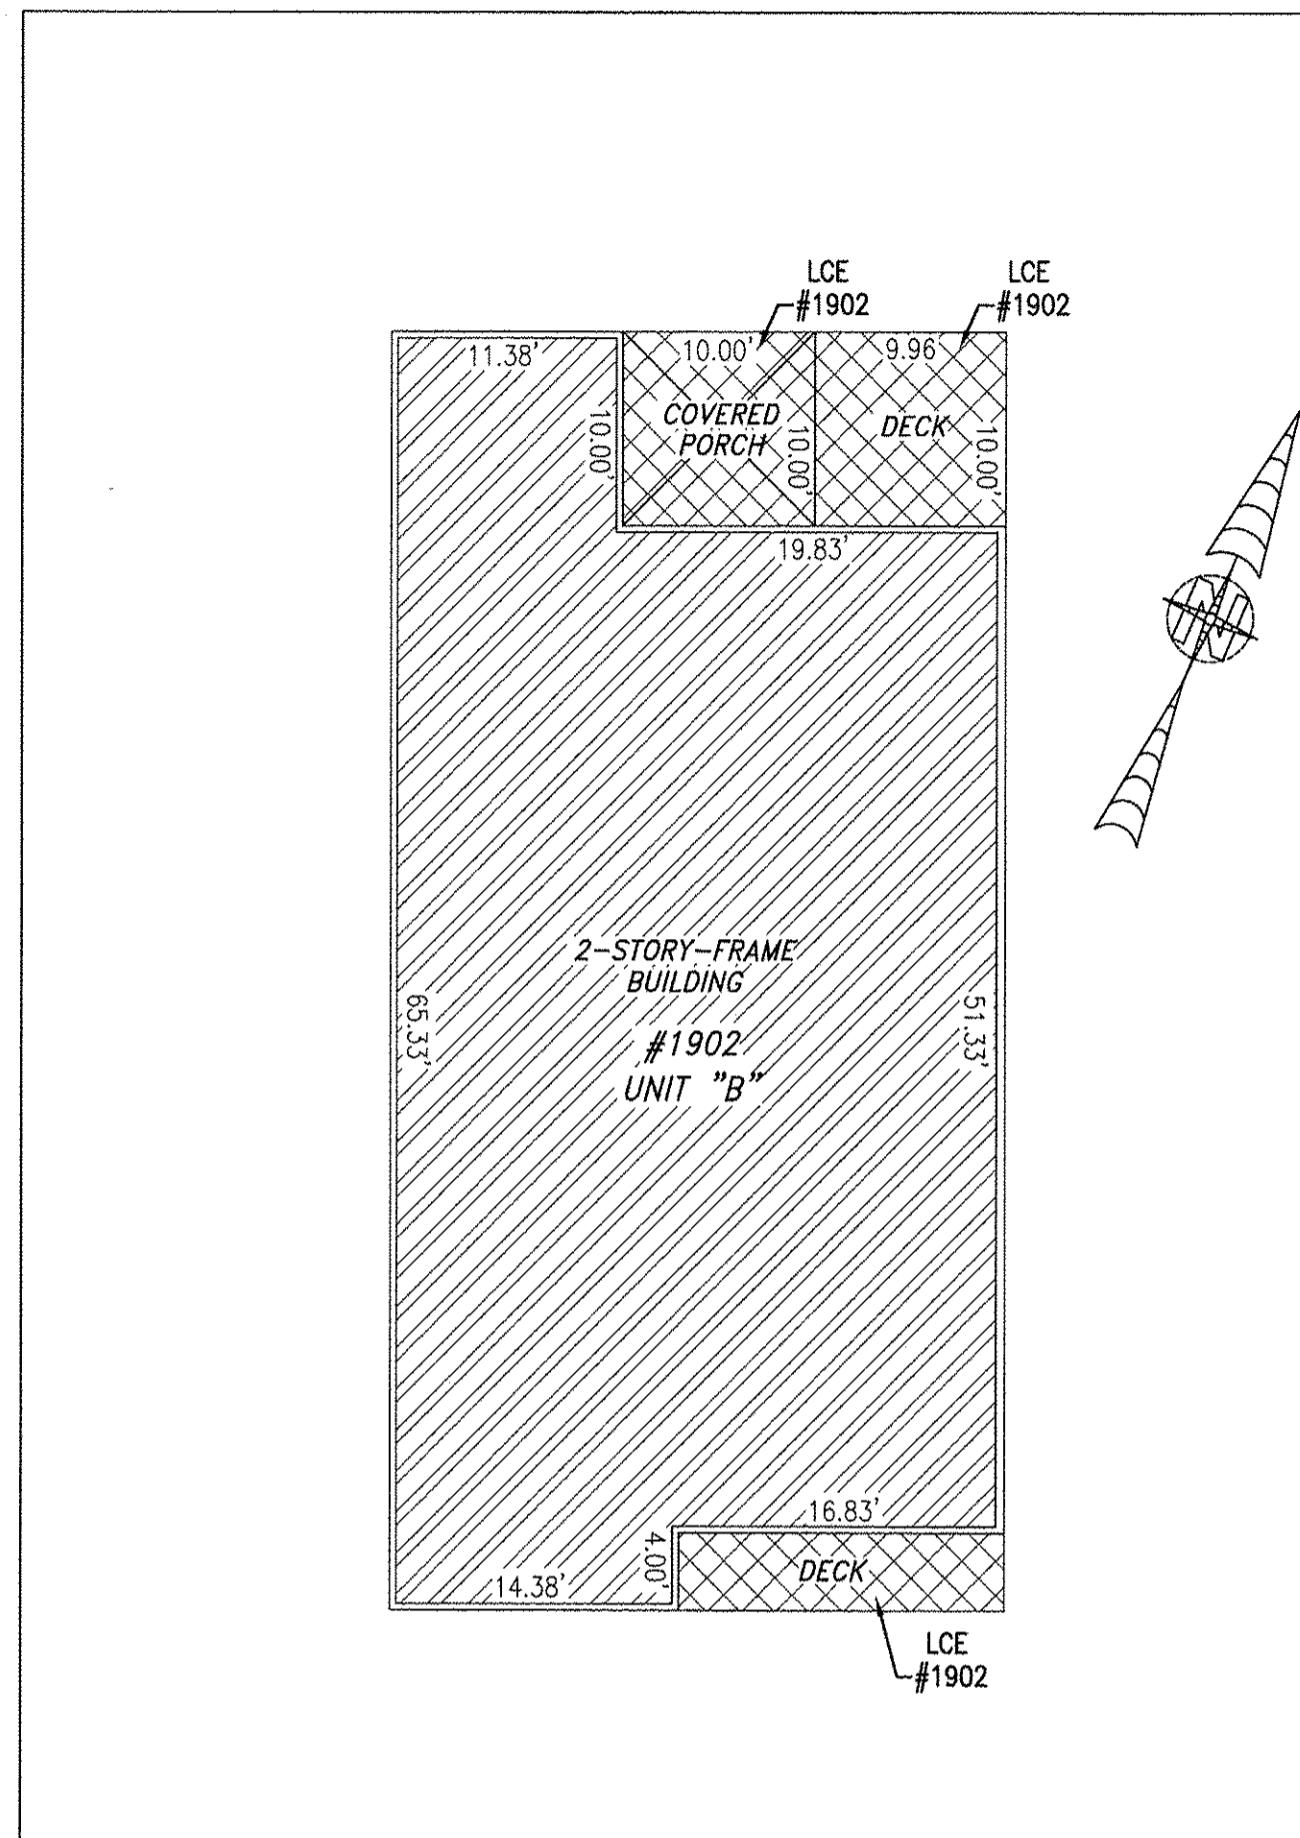 LCE
#1902
LCE
#1902
11.38'
10.00'
9.96
10.00'
COVERED
PORCH
10.00'
DECK
10.00'
19.83'
2-STORY-FRAME
BUILDING
#1902
UNIT "B"
65.33'
51.33'
16.83'
4.00'
14.38'
DECK
LCE
#1902
N